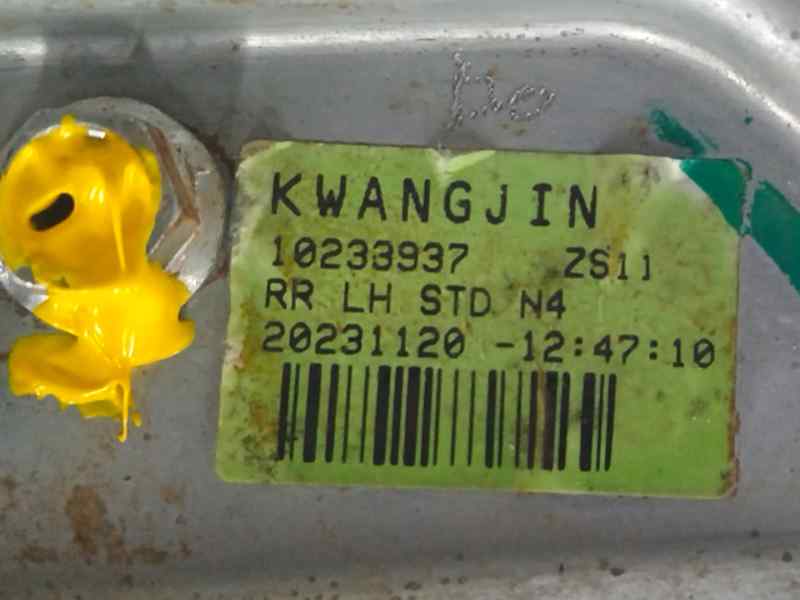 KWANGJIN
10233937 ZS11
RR LH STD N4
20231120 -12:47:10